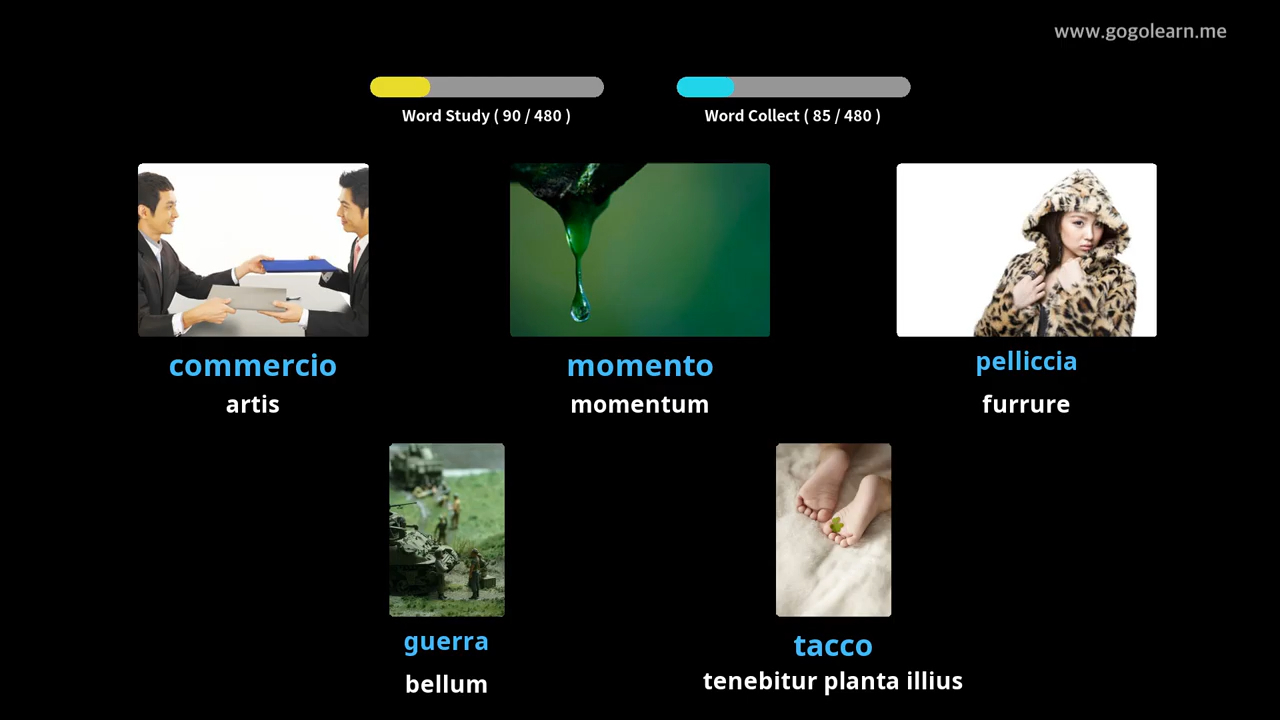 www.gogolearn.me
Word Study ( 90 / 480 )
Word Collect ( 85 / 480 )
commercio
artis
momento
momentum
pelliccia
furrure
guerra
bellum
tacco
tenebitur planta illius